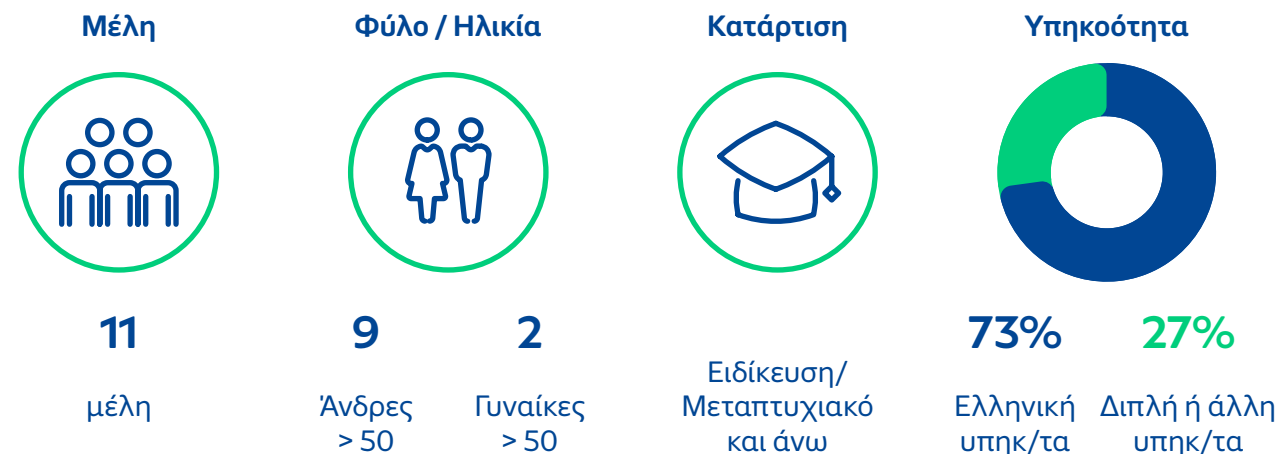 Μέλη
11
μέλη
Φύλο / Ηλικία
9
Άνδρες
> 50
2
Γυναίκες
> 50
Κατάρτιση
Ειδίκευση/
Μεταπτυχιακό
και άνω
Υπηκοότητα
73%
Ελληνική
υπηκ/τα
27%
Διπλή ή άλλη
υπηκ/τα